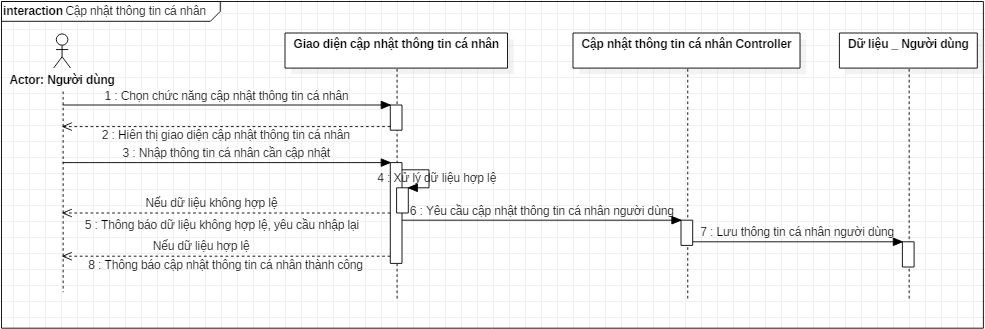 interaction Cập nhật thông tin cá nhân
Actor: Người dùng
Giao diện cập nhật thông tin cá nhân
Cập nhật thông tin cá nhân Controller
Dữ liệu _ Người dùng
1 : Chọn chức năng cập nhật thông tin cá nhân
2 : Hiên thị giao diện cập nhật thông tin cá nhân
3 : Nhập thông tin cá nhân cần cập nhật
4 : Xử lý dữ liệu hợp lệ
Nếu dữ liệu không hợp lệ
6 : Yêu cầu cập nhật thông tin cá nhân người dùng
5 : Thông báo dữ liệu không hợp lệ, yêu cầu nhập lại
7 : Lưu thông tin cá nhân người dùng
Nếu dữ liệu hợp lệ
8 : Thông báo cập nhật thông tin cá nhân thành công